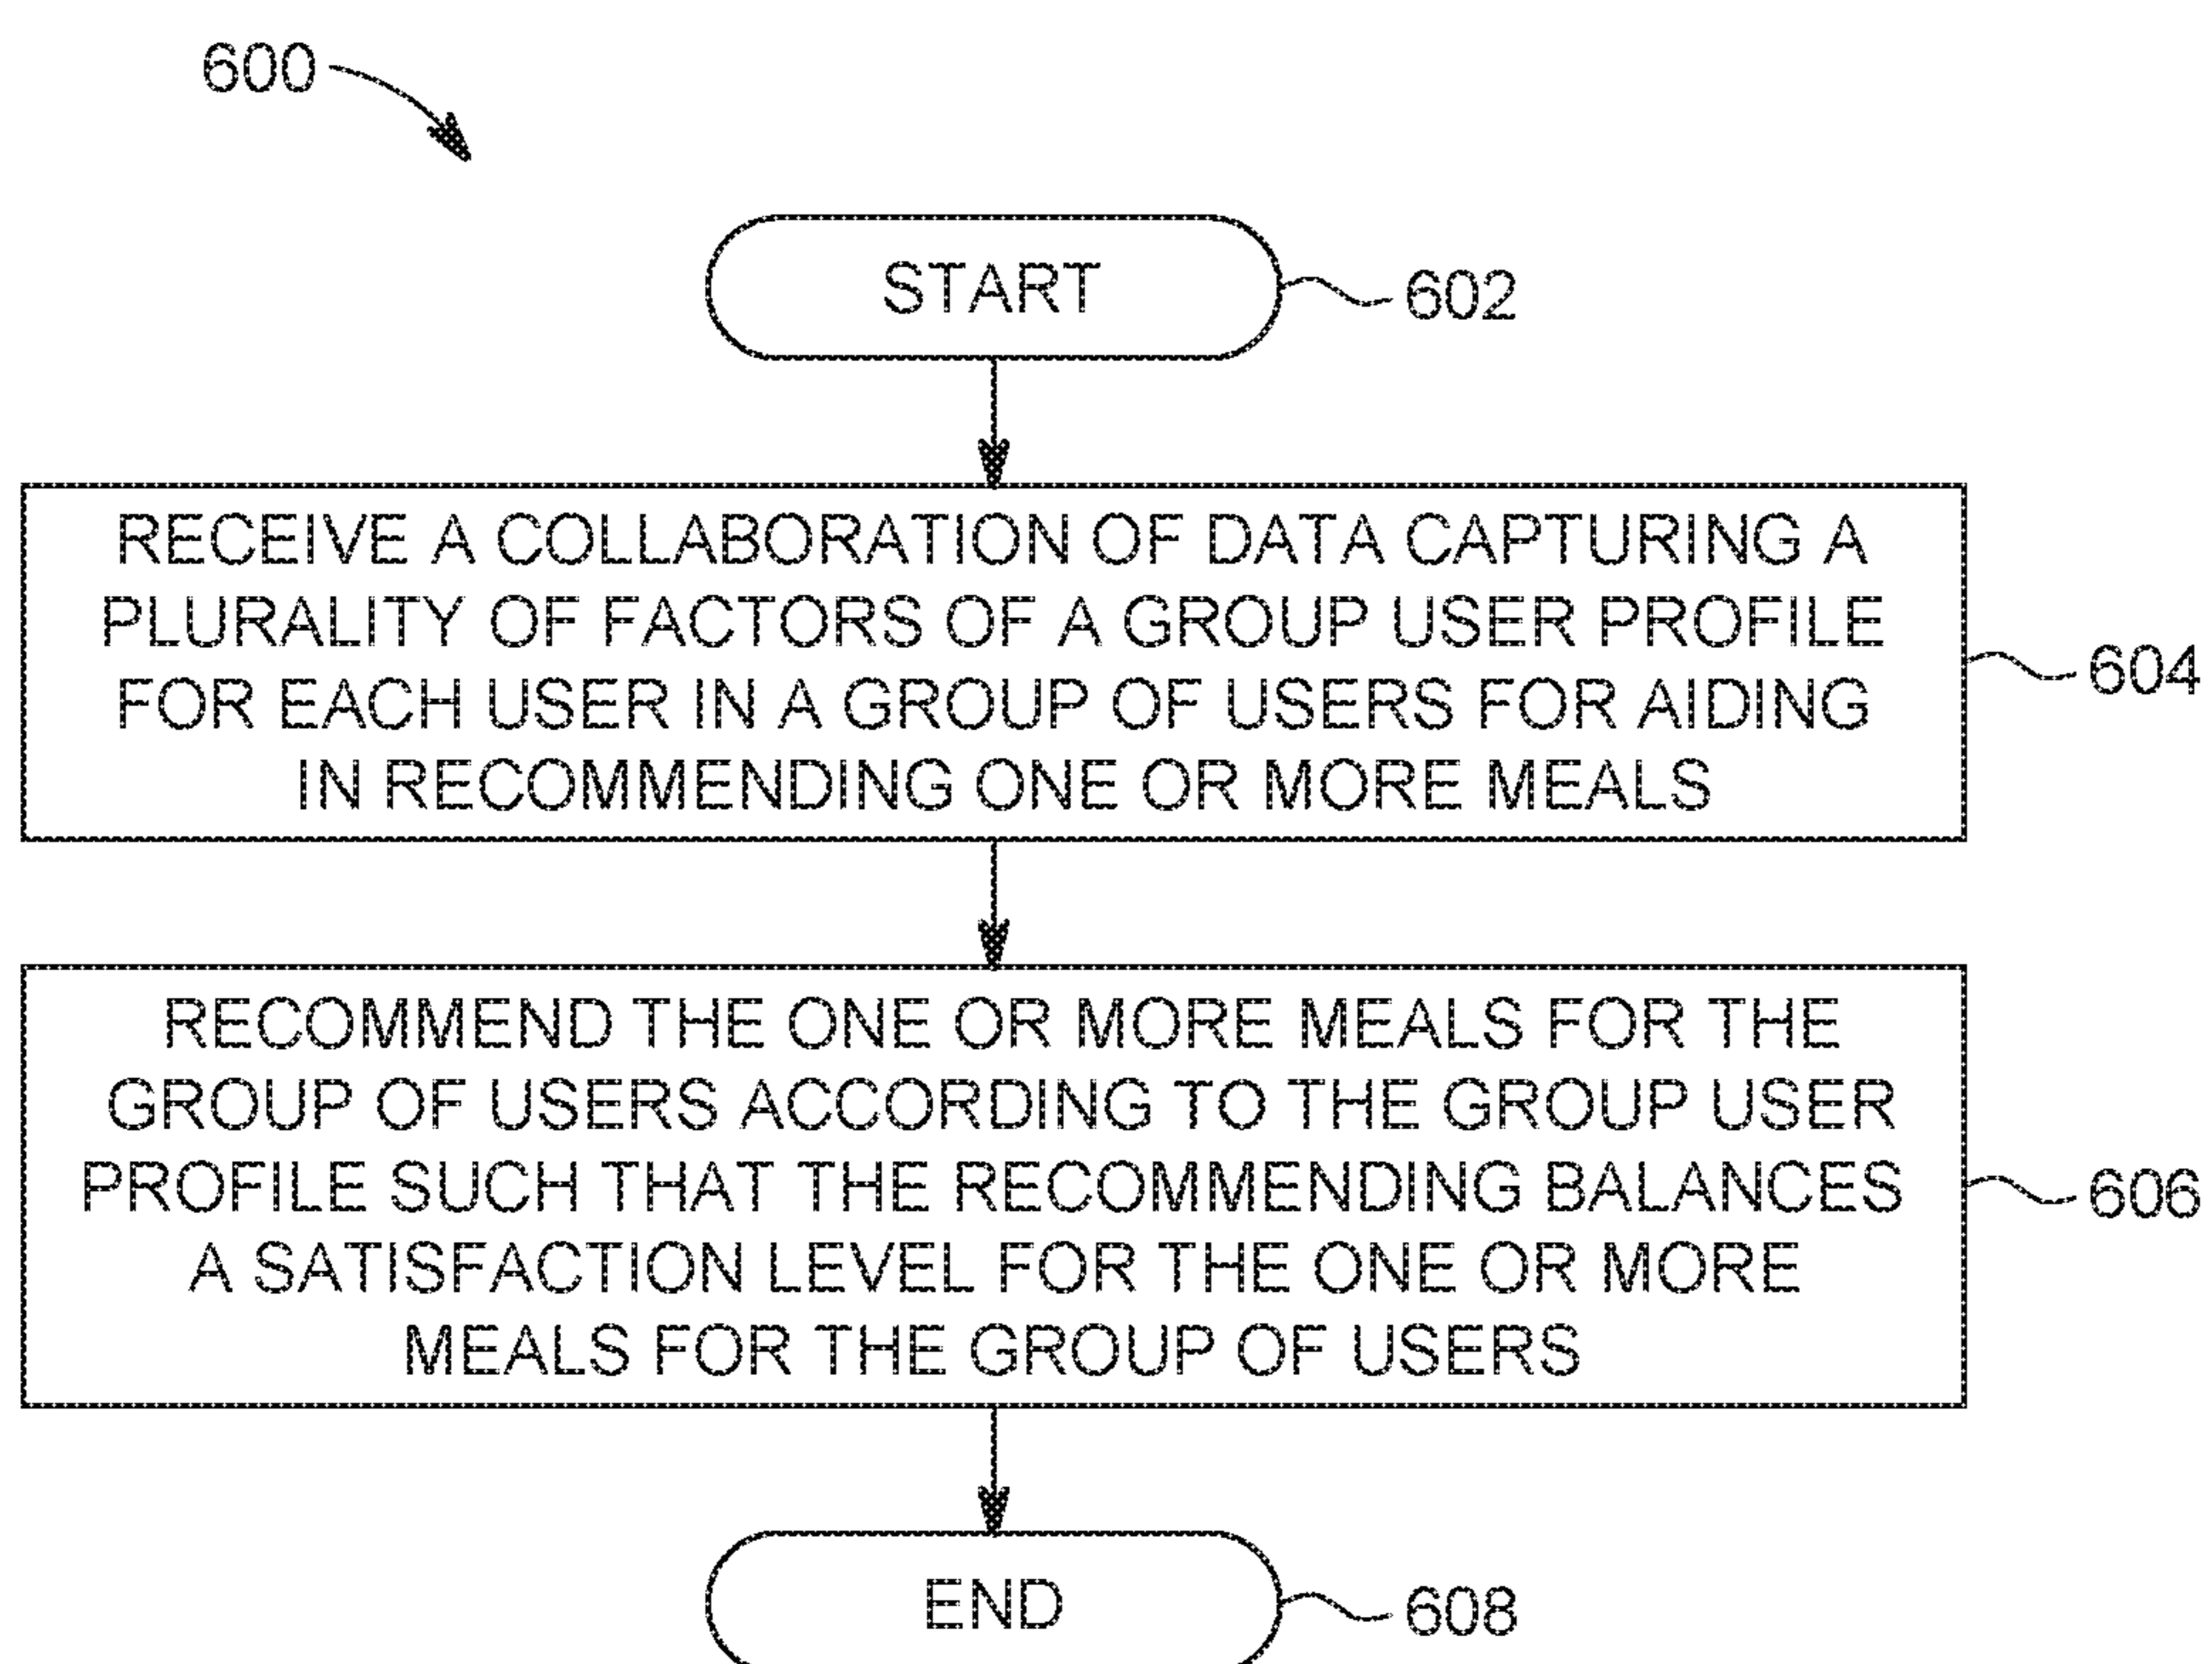 600
START
602
RECEIVE A COLLABORATION OF DATA CAPTURING A
PLURALITY OF FACTORS OF A GROUP USER PROFILE
FOR EACH USER IN A GROUP OF USERS FOR AIDING
IN RECOMMENDING ONE OR MORE MEALS
604
RECOMMEND THE ONE OR MORE MEALS FOR THE
GROUP OF USERS ACCORDING TO THE GROUP USER
PROFILE SUCH THAT THE RECOMMENDING BALANCES
A SATISFACTION LEVEL FOR THE ONE OR MORE
MEALS FOR THE GROUP OF USERS
606
END
608